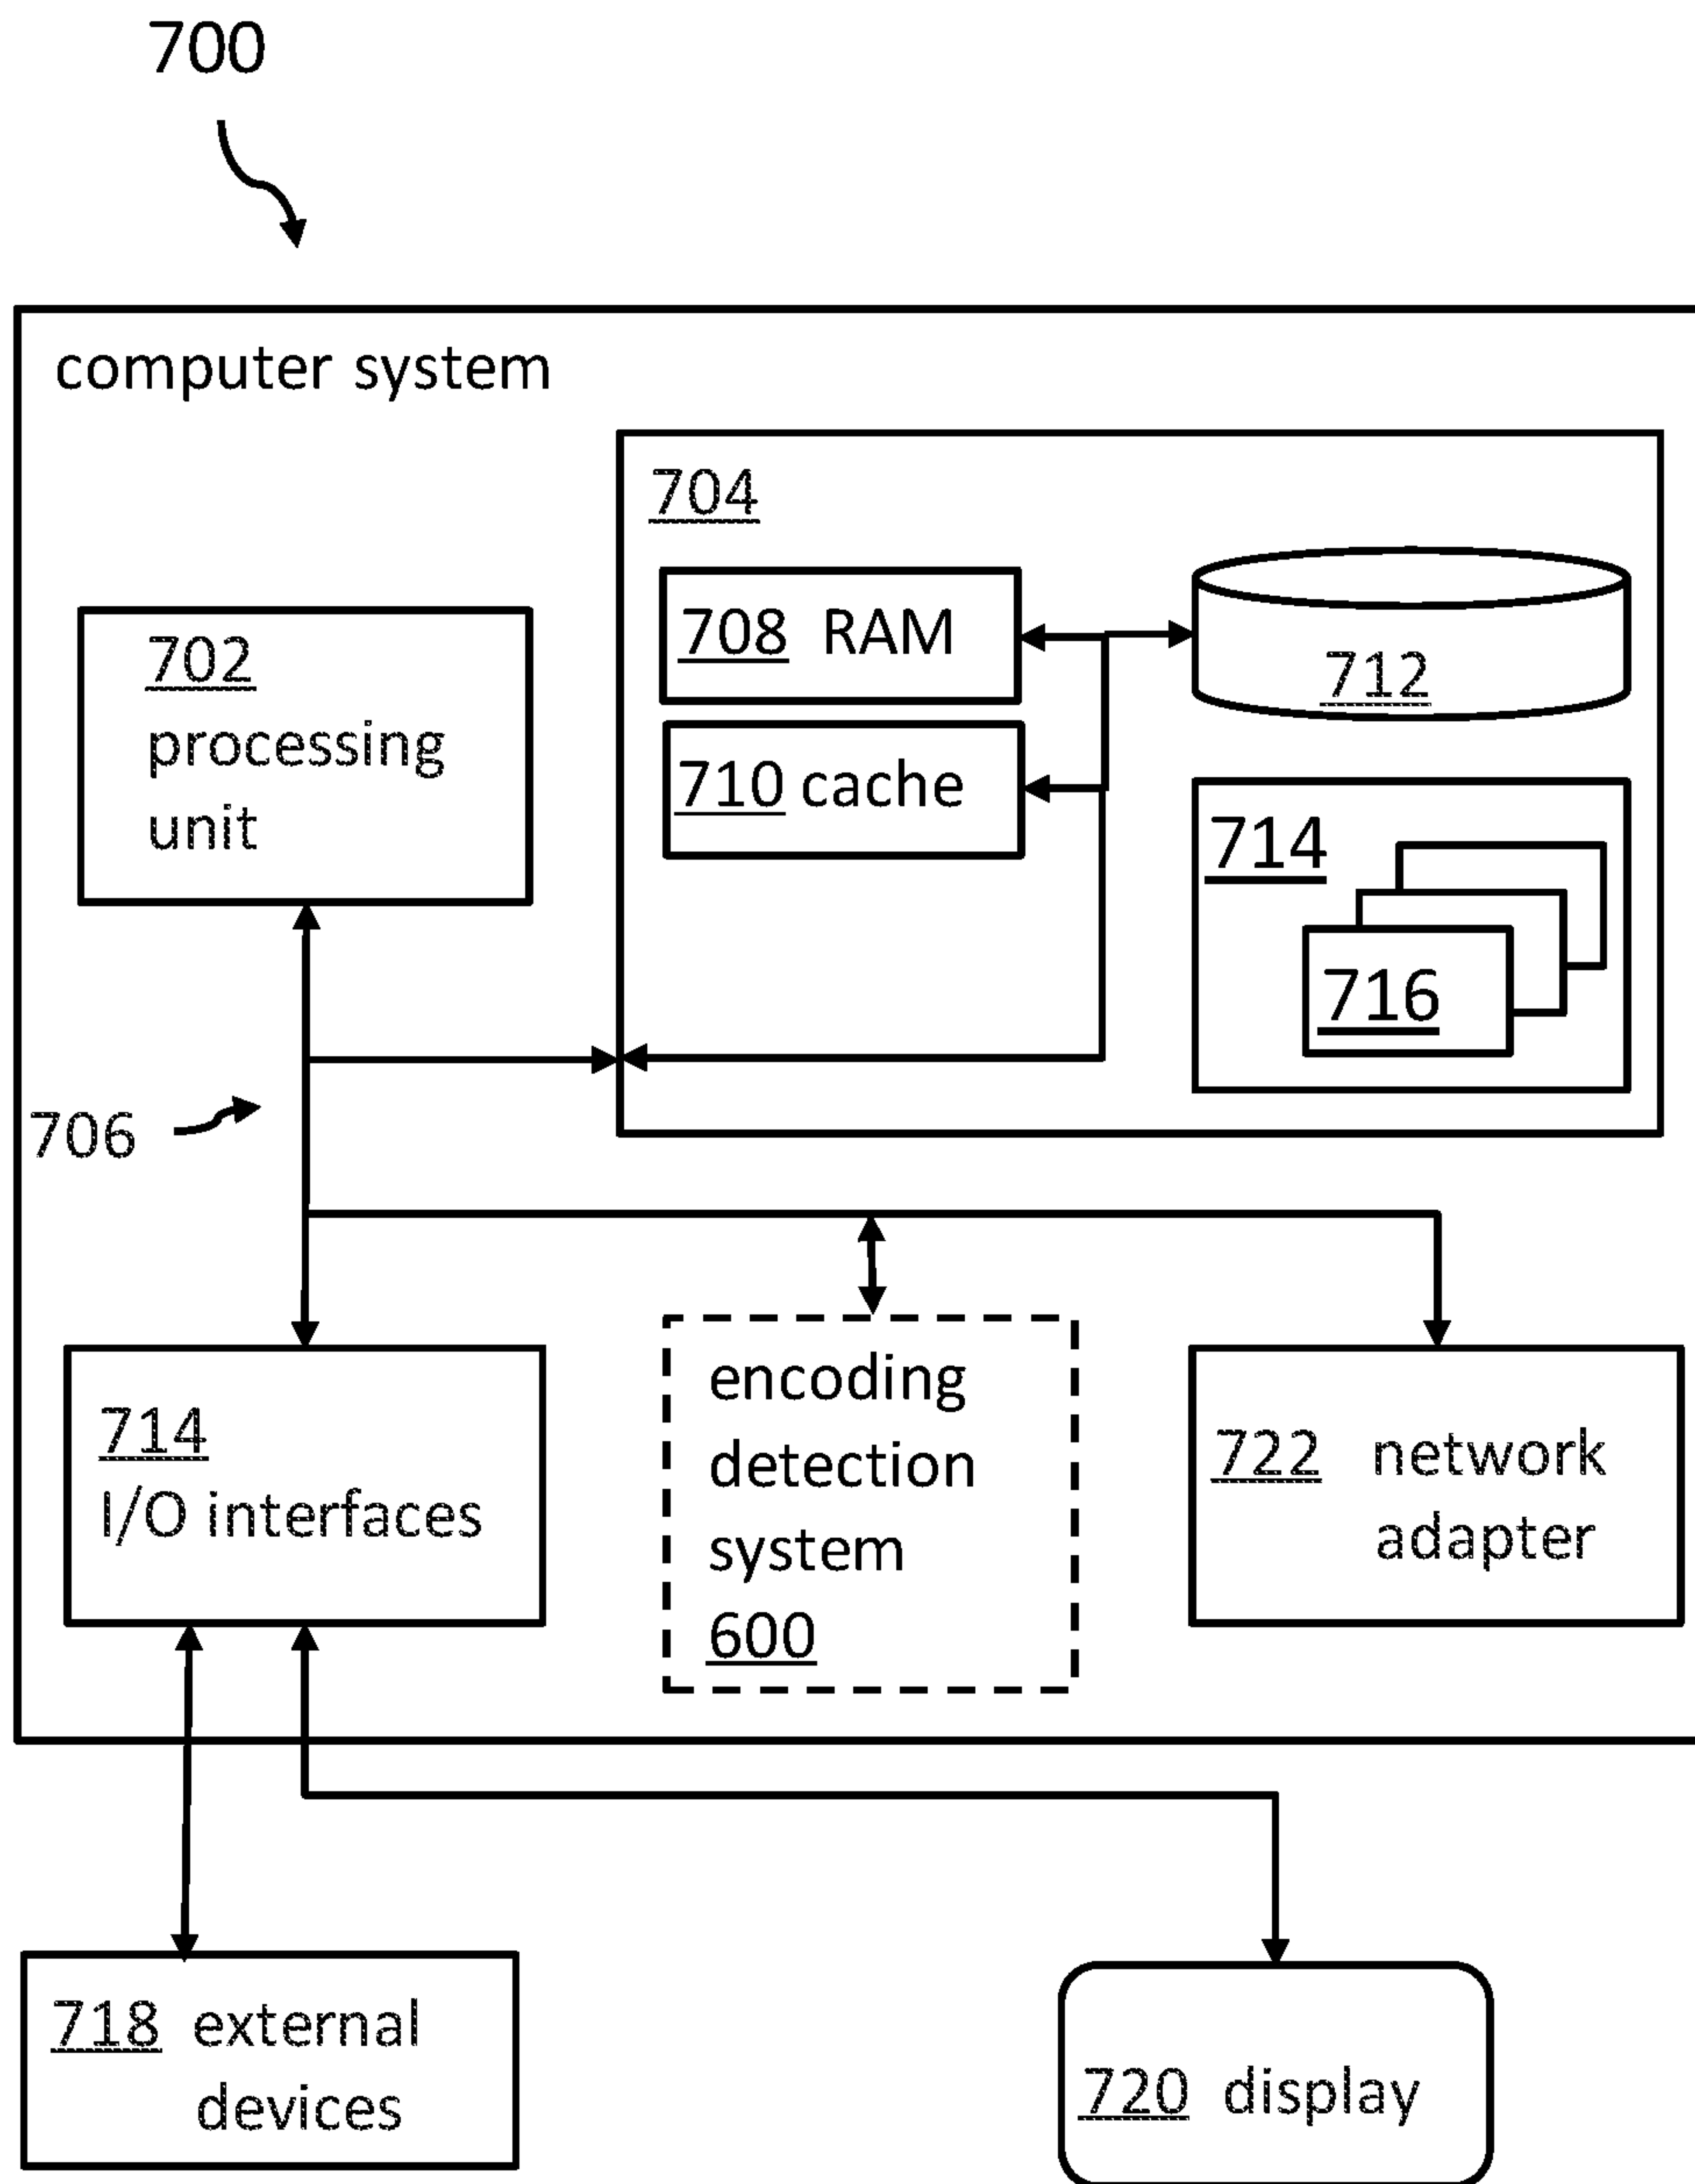 700
computer system
704
708 RAM
712
702
processing
unit
710 cache
714
716
706
714
I/O interfaces
encoding
detection
system
600
722 network
adapter
718 external
devices
720 display